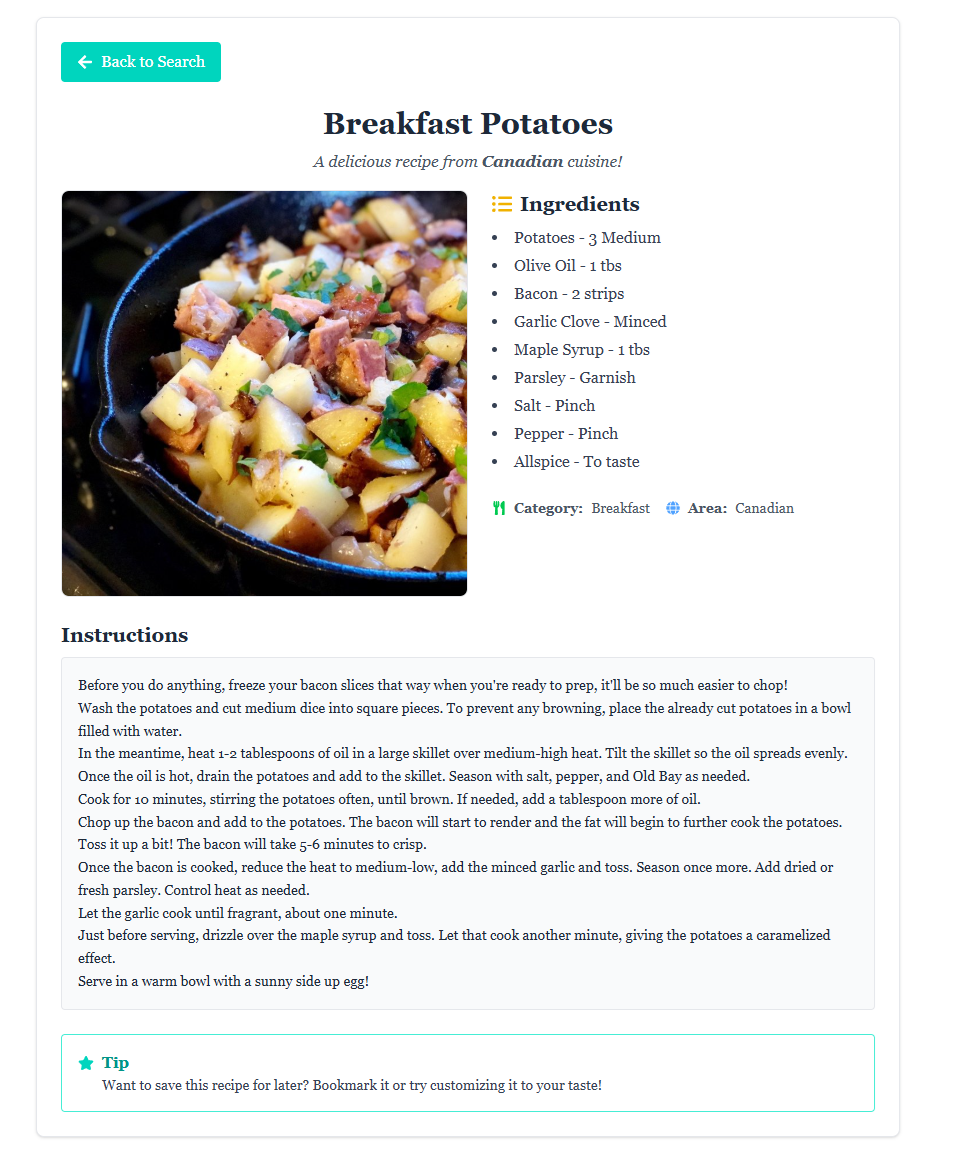 Back to Search
Breakfast Potatoes
A delicious recipe from Canadian cuisine!
Ingredients
Potatoes - 3 Medium
Olive Oil - 1 tbs
Bacon - 2 strips
Garlic Clove - Minced
Maple Syrup - 1 tbs
Parsley - Garnish
Salt - Pinch
Pepper - Pinch
Allspice - To taste
Category: Breakfast Area: Canadian
Instructions
Before you do anything, freeze your bacon slices that way when you're ready to prep, it'll be so much easier to chop!
Wash the potatoes and cut medium dice into square pieces. To prevent any browning, place the already cut potatoes in a bowl
filled with water.
In the meantime, heat 1-2 tablespoons of oil in a large skillet over medium-high heat. Tilt the skillet so the oil spreads evenly.
Once the oil is hot, drain the potatoes and add to the skillet. Season with salt, pepper, and Old Bay as needed.
Cook for 10 minutes, stirring the potatoes often, until brown. If needed, add a tablespoon more of oil.
Chop up the bacon and add to the potatoes. The bacon will start to render and the fat will begin to further cook the potatoes.
Toss it up a bit! The bacon will take 5-6 minutes to crisp.
Once the bacon is cooked, reduce the heat to medium-low, add the minced garlic and toss. Season once more. Add dried or
fresh parsley. Control heat as needed.
Let the garlic cook until fragrant, about one minute.
Just before serving, drizzle over the maple syrup and toss. Let that cook another minute, giving the potatoes a caramelized
effect.
Serve in a warm bowl with a sunny side up egg!
Tip
Want to save this recipe for later? Bookmark it or try customizing it to your taste!